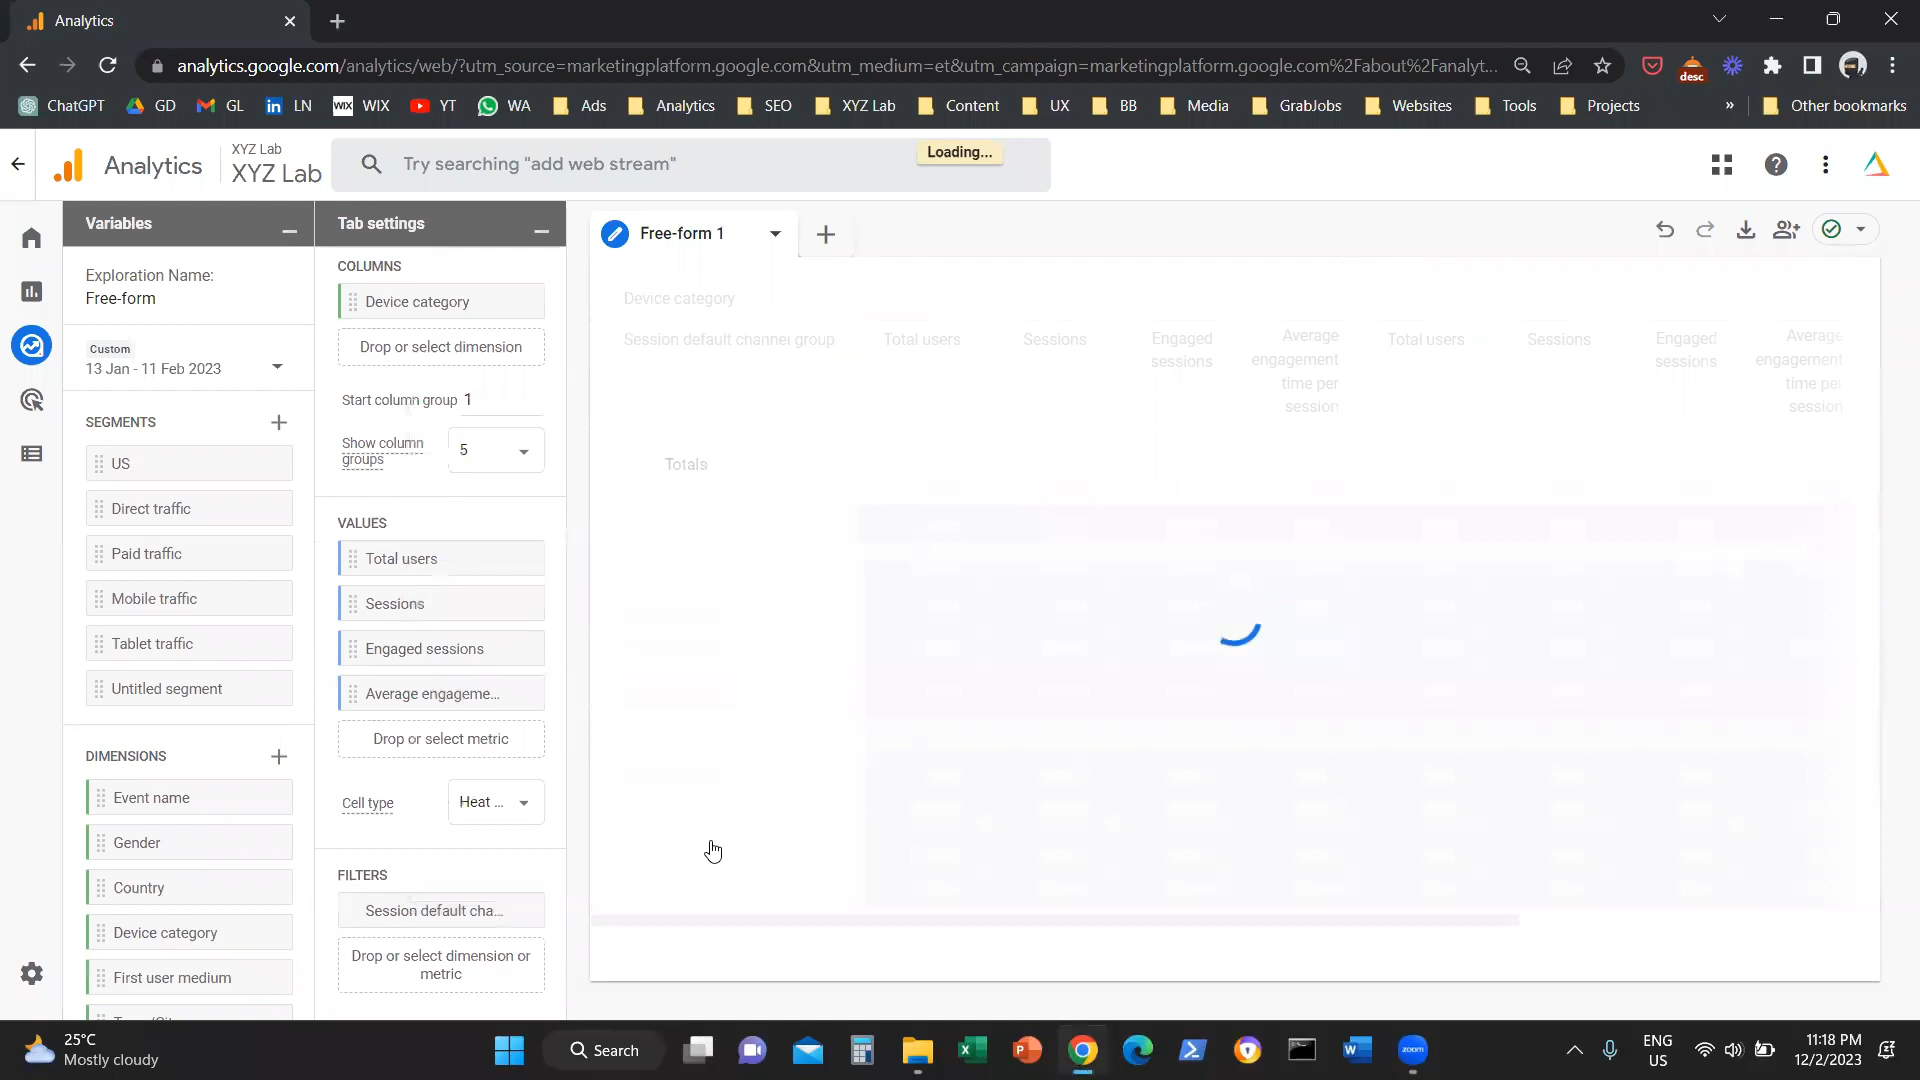 Analytics
analytics.google.com/analytics/web/?utm_source=marketingplatform.google.com&utm_medium=et&utm_campaign=marketingplatform.google.com%2Fabout%2Fanalyt...
desc
ChatGPT GD GL LN WIX WIX YT WA Ads Analytics SEO XYZ Lab Content UX BB Media GrabJobs Websites Tools Projects » Other bookmarks
Analytics
XYZ Lab
XYZ Lab
Try searching "add web stream"
Loading...
Variables
Exploration Name:
Free-form
Custom
13 Jan - 11 Feb 2023
SEGMENTS
US
Direct traffic
Paid traffic
Mobile traffic
Tablet traffic
Untitled segment
DIMENSIONS
Event name
Gender
Country
Device category
First user medium
Tab settings
COLUMNS
Device category
Drop or select dimension
Start column group 1
Show column
groups
5
VALUES
Total users
Sessions
Engaged sessions
Average engageme...
Drop or select metric
Cell type
Heat ...
FILTERS
Session default cha...
Drop or select dimension or
metric
Free-form 1
Device category
Session default channel group
Total users
Sessions
Engaged
sessions
Average
engagement
time per
session
Total users
Sessions
Engaged
sessions
Average
engagement
time per
session
Totals
25°C
Mostly cloudy
Search
zoom
ENG
US
11:18 PM
12/2/2023